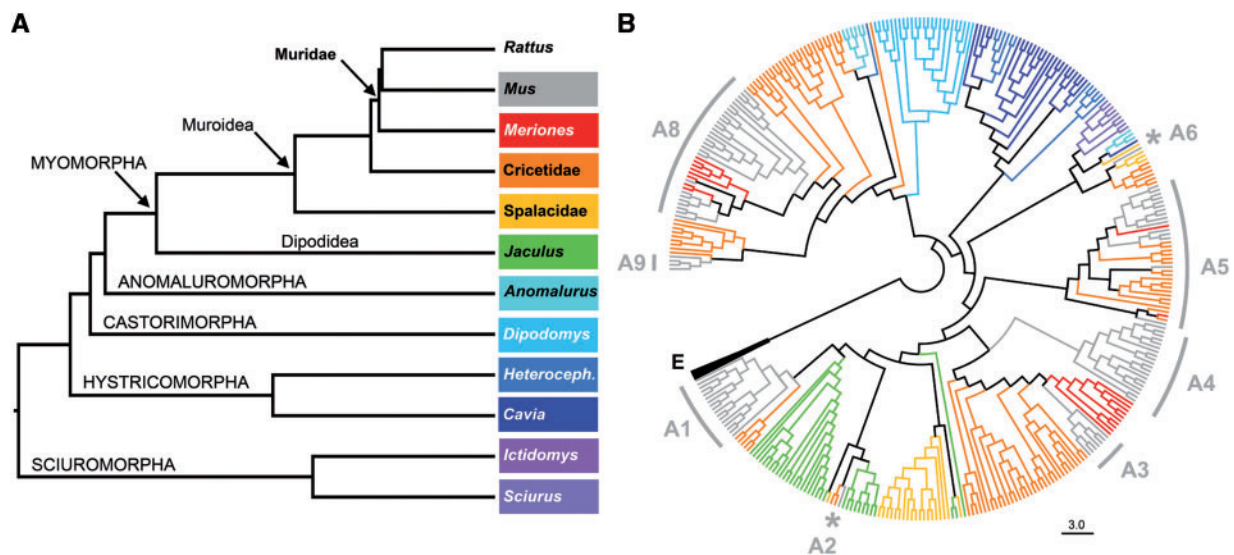 A
Muridae
Rattus
Mus
Muroidea
Meriones
MYOMORPHA
Cricetidae
Spalacidae
Dipodidea
Jaculus
ANOMALUROMORPHA
Anomalurus
CASTORIMORPHA
Dipodomys
HYSTRICOMORPHA
Heteroceph.
Cavia
SCIUROMORPHA
Ictidomys
Sciurus
B
A8
* A6
A9
A5
E
A4
A1
A3
*
A2
3.0